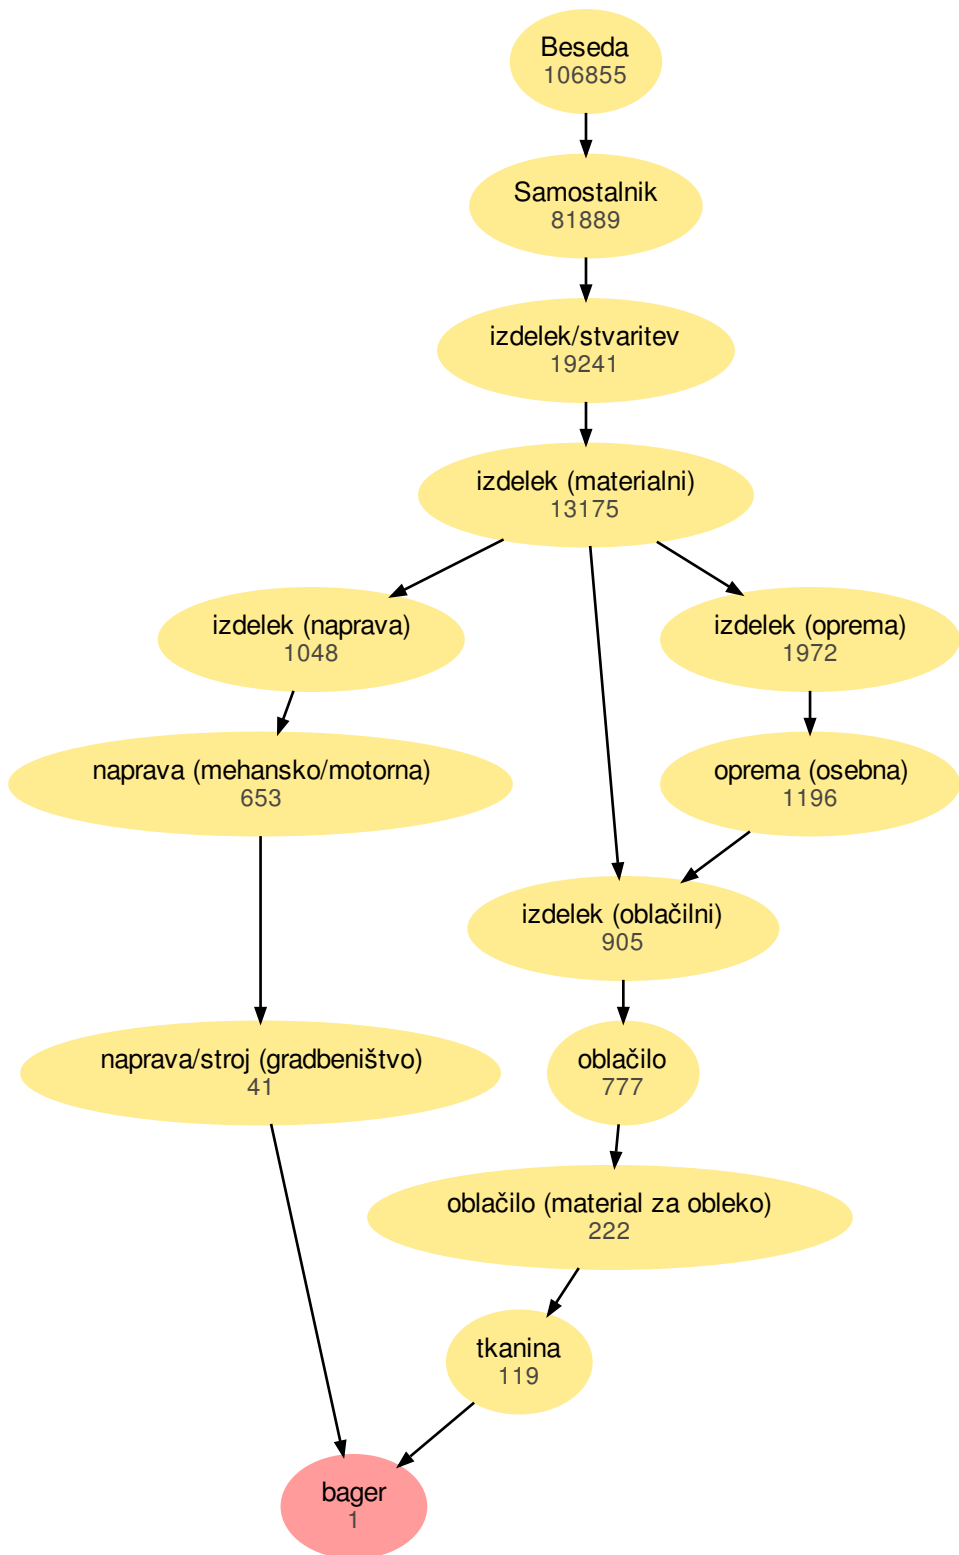 Beseda
106855
Samostalnik
81889
izdelek/stvaritev
19241
izdelek (materialni)
13175
izdelek (naprava)
1048
izdelek (oprema)
1972
naprava (mehansko/motorna)
653
oprema (osebna)
1196
izdelek (oblačilni)
905
naprava/stroj (gradbeništvo)
41
oblačilo
777
oblačilo (material za obleko)
222
tkanina
119
bager
1